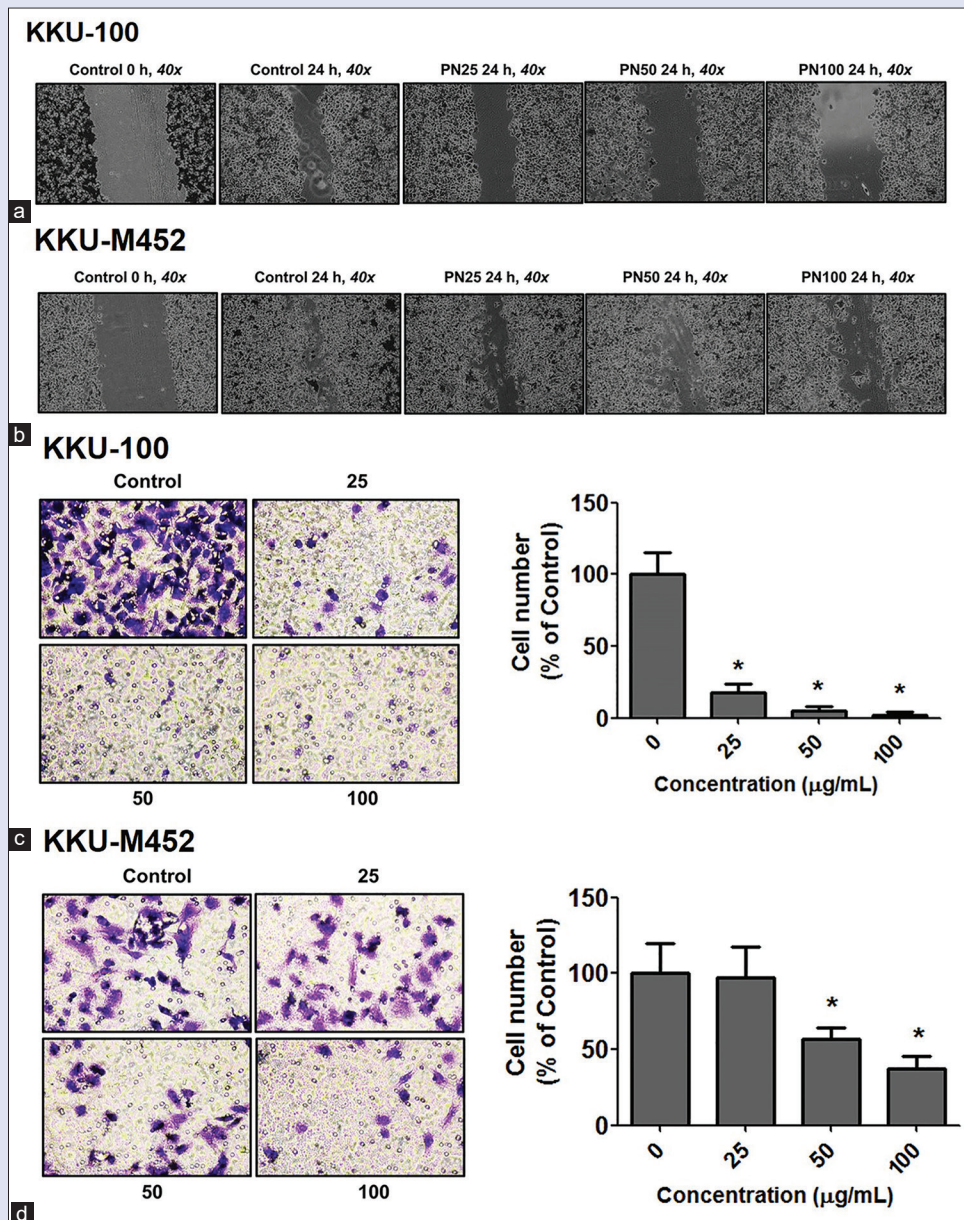 KKU-100
Control 0 h, 40x
Control 24 h, 40x
PN25 24 h, 40x
PN50 24 h, 40x
PN100 24 h, 40x
a
KKU-M452
Control 0 h, 40x
Control 24 h, 40x
PN25 24 h, 40x
PN50 24 h, 40x
PN100 24 h, 40x
b
KKU-100
Control
25
50
100
Cell number
(% of Control)
150
100
50
0
0
25
50
100
Concentration (μg/mL)
c
KKU-M452
Control
25
50
100
Cell number
(% of Control)
150
100
50
0
0
25
50
100
Concentration (μg/mL)
d